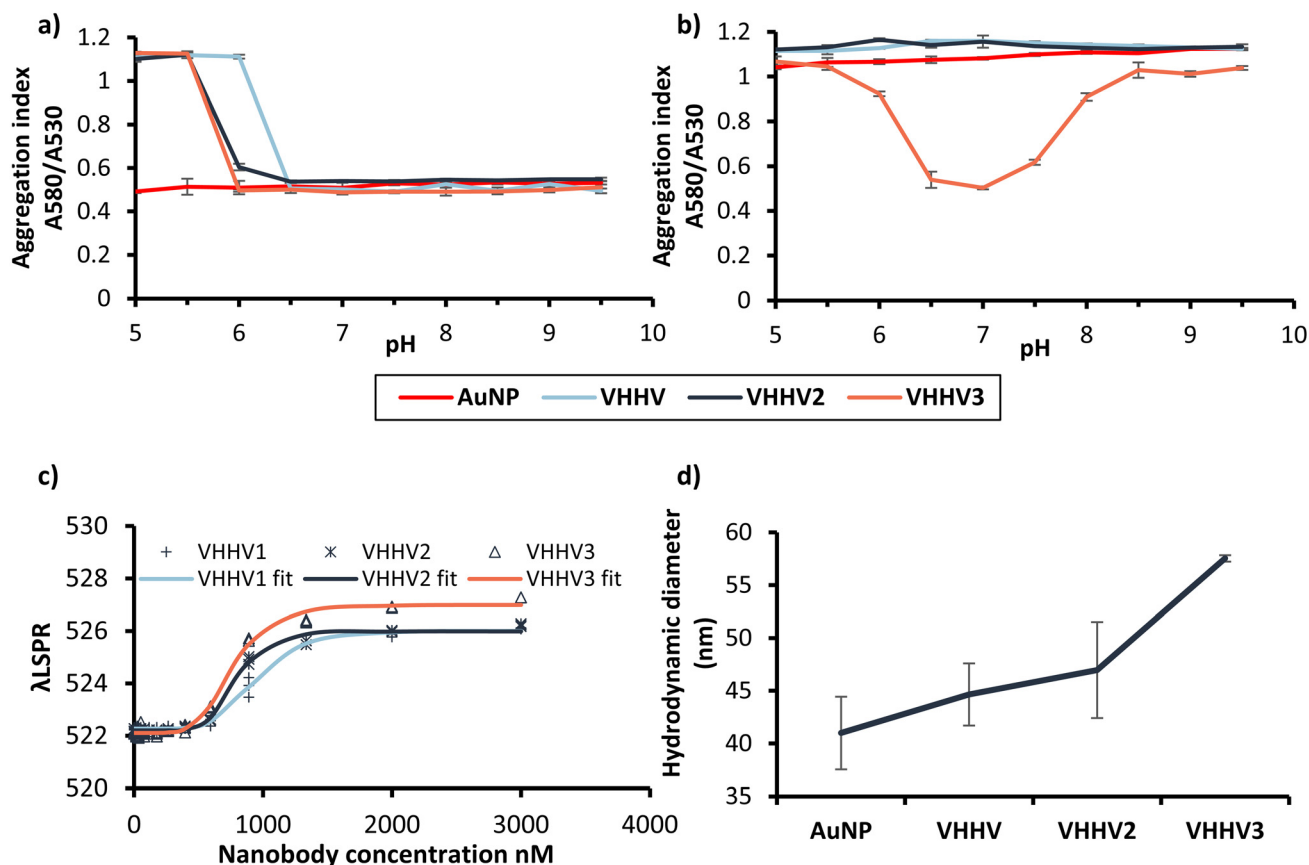 a)
Aggregation index
A580/A530
1.2
1
0.8
0.6
0.4
0.2
0
5
6
7
8
9
10
pH
b)
Aggregation index
A580/A530
1.2
1
0.8
0.6
0.4
0.2
0
5
6
7
8
9
10
pH
AuNP
VHHV
VHHV2
VHHV3
c)
λLSPR
530
528
526
524
522
520
VHHV1
VHHV2
VHHV3
VHHV1 fit
VHHV2 fit
VHHV3 fit
0
1000
2000
3000
4000
Nanobody concentration nM
d)
Hydrodynamic diameter
(nm)
60
55
50
45
40
35
AuNP
VHHV
VHHV2
VHHV3